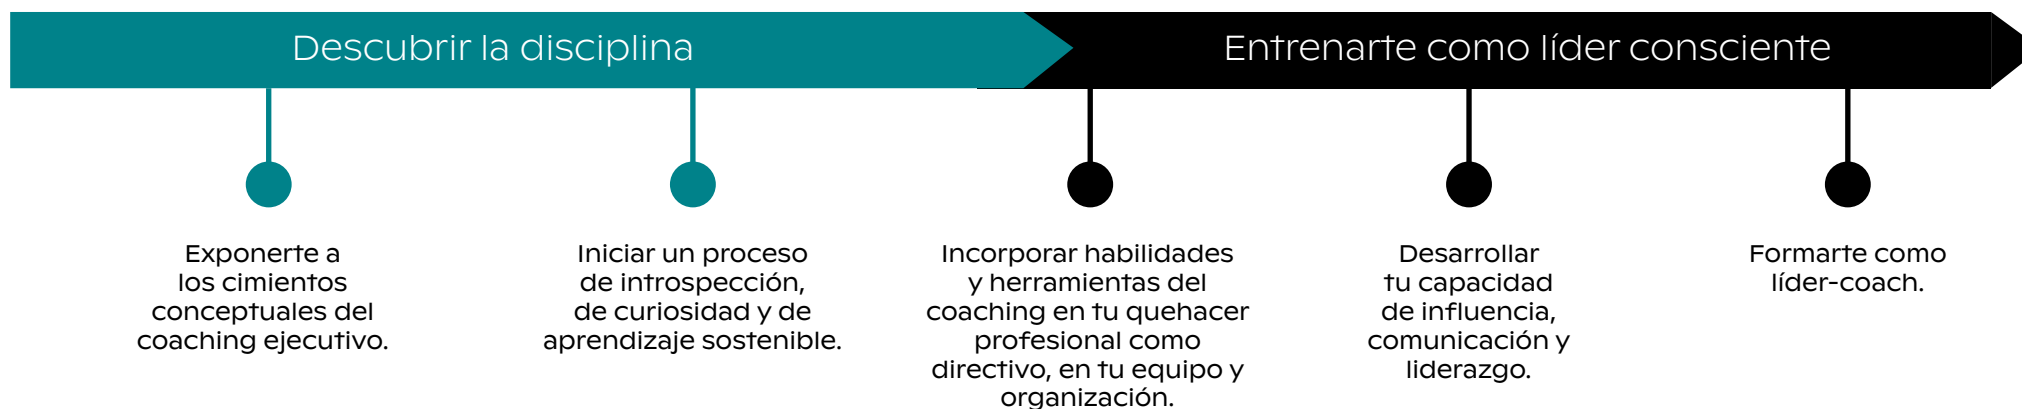 Descubrir la disciplina
Entrenarte como líder consciente
Exponerte a
los cimientos
conceptuales del
coaching ejecutivo.
Iniciar un proceso
de introspección,
de curiosidad y de
aprendizaje sostenible.
Incorporar habilidades
y herramientas del
coaching en tu quehacer
profesional como
directivo, en tu equipo y
organización.
Desarrollar
tu capacidad
de influencia,
comunicación y
liderazgo.
Formarte como
líder-coach.